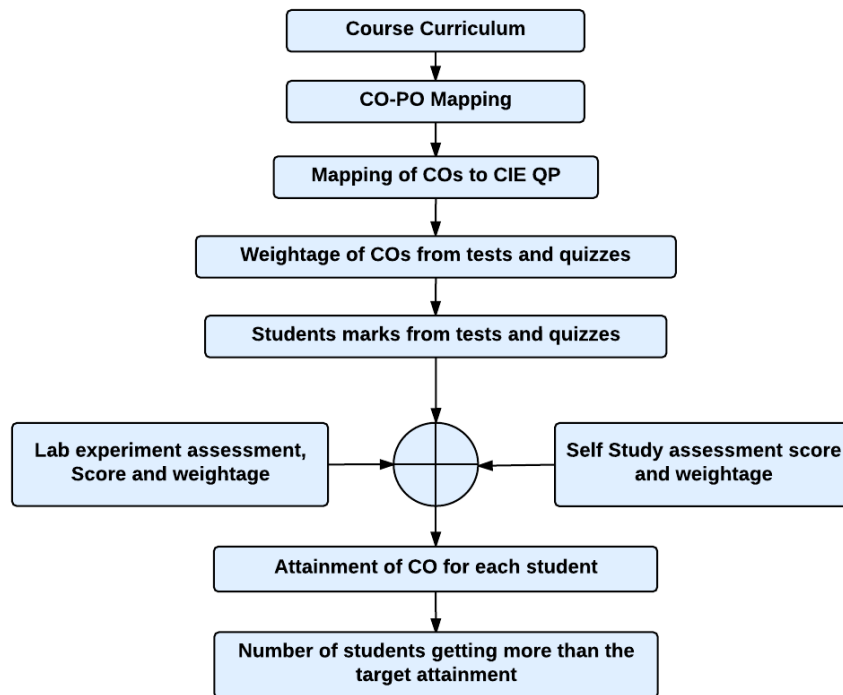 Course Curriculum
CO-PO Mapping
Mapping of COs to CIE QP
Weightage of COs from tests and quizzes
Students marks from tests and quizzes
Lab experiment assessment,
Score and weightage
Self Study assessment score
and weightage
Attainment of CO for each student
Number of students getting more than the
target attainment